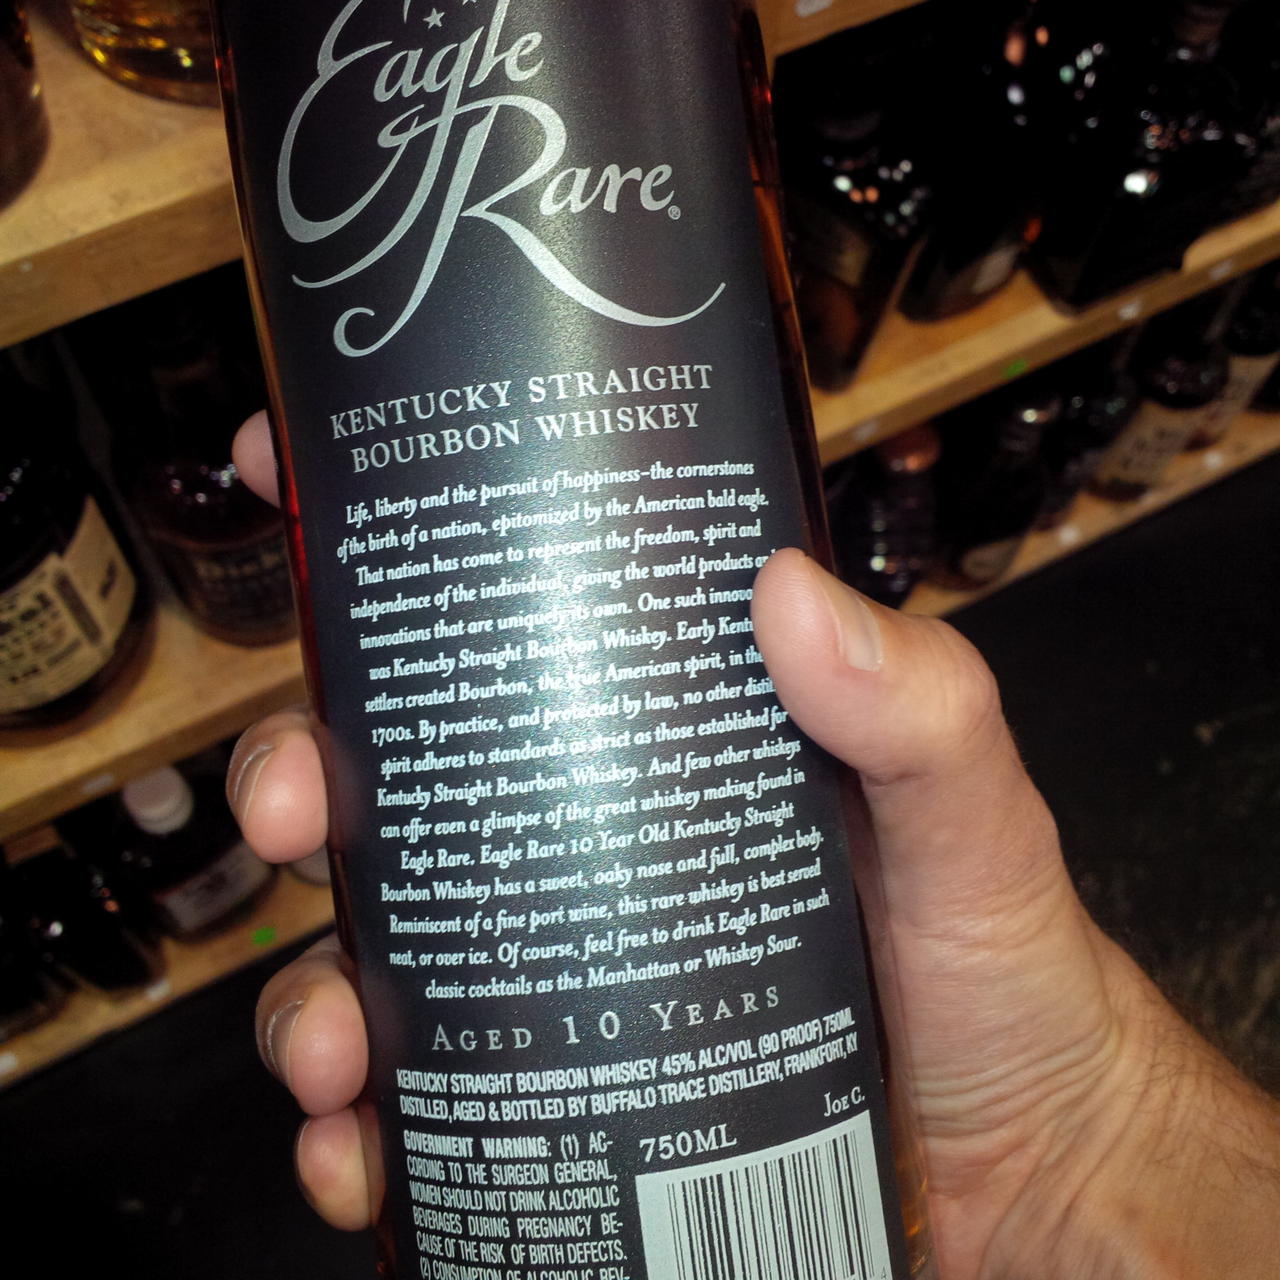 Eagle
Rare®
KENTUCKY STRAIGHT
BOURBON WHISKEY
Life, liberty and the pursuit of happiness–the cornerstones
of the birth of a nation, epitomized by the American bald eagle.
That nation has come to represent the freedom, spirit and
independence of the individual, giving the world products
innovations that are uniquely its own. One such
was Kentucky Straight Bourbon Whiskey. Early
settlers created Bourbon, the true American spirit, in the
1700s. By practice, and protected by law, no other
spirit adheres to standards as strict as those established for
Kentucky Straight Bourbon Whiskey. And few other whiskeys
can offer even a glimpse of the great whiskey making found in
Eagle Rare. Eagle Rare 10 Year Old Kentucky Straight
Bourbon Whiskey has a sweet, oaky nose and full, complex body.
Reminiscent of a fine port wine, this rare whiskey is best served
neat, or over ice. Of course, feel free to drink Eagle Rare in such
classic cocktails as the Manhattan or Whiskey Sour.
AGED 10 YEARS
KENTUCKY STRAIGHT BOURBON WHISKEY 45% ALC/VOL (90 PROOF) 750ML
DISTILLED, AGED & BOTTLED BY BUFFALO TRACE DISTILLERY, FRANKFORT, KY
JOE C.
750ML
GOVERNMENT WARNING: (1) AC-
CORDING TO THE SURGEON GENERAL,
WOMEN SHOULD NOT DRINK ALCOHOLIC
BEVERAGES DURING PREGNANCY BE-
CAUSE OF THE RISK OF BIRTH DEFECTS.
(2) CONSUMPTION OF ALCOHOLIC BEV-